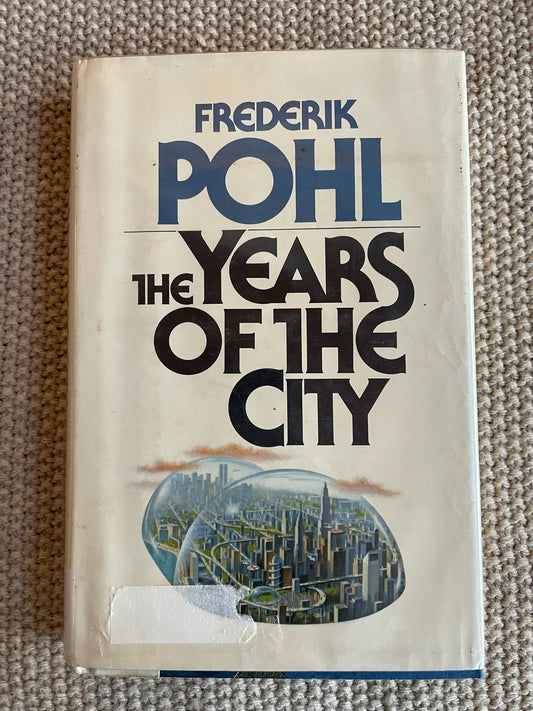 FREDERIK
POHL
THE YEARS
OF THE
CITY